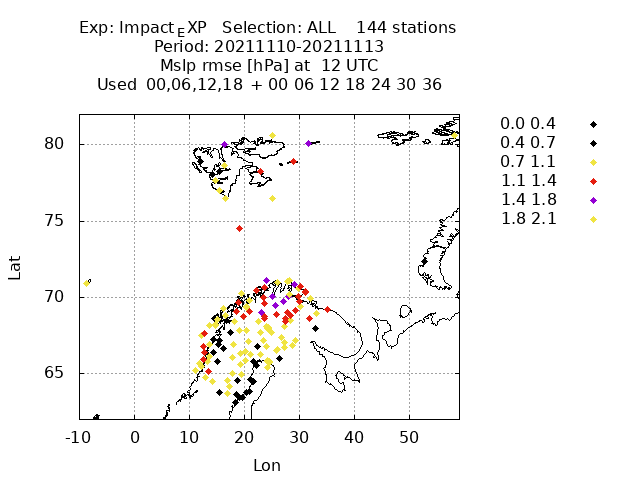 Exp: Impact_EXP   Selection: ALL    144 stations
Period: 20211110-20211113
Mslp rmse [hPa] at  12 UTC
Used  00,06,12,18  + 00 06 12 18 24 30 36
0.0 0.4
0.4 0.7
0.7 1.1
1.1 1.4
1.4 1.8
1.8 2.1
80
75
70
65
Lat
-10 0 10 20 30 40 50
Lon